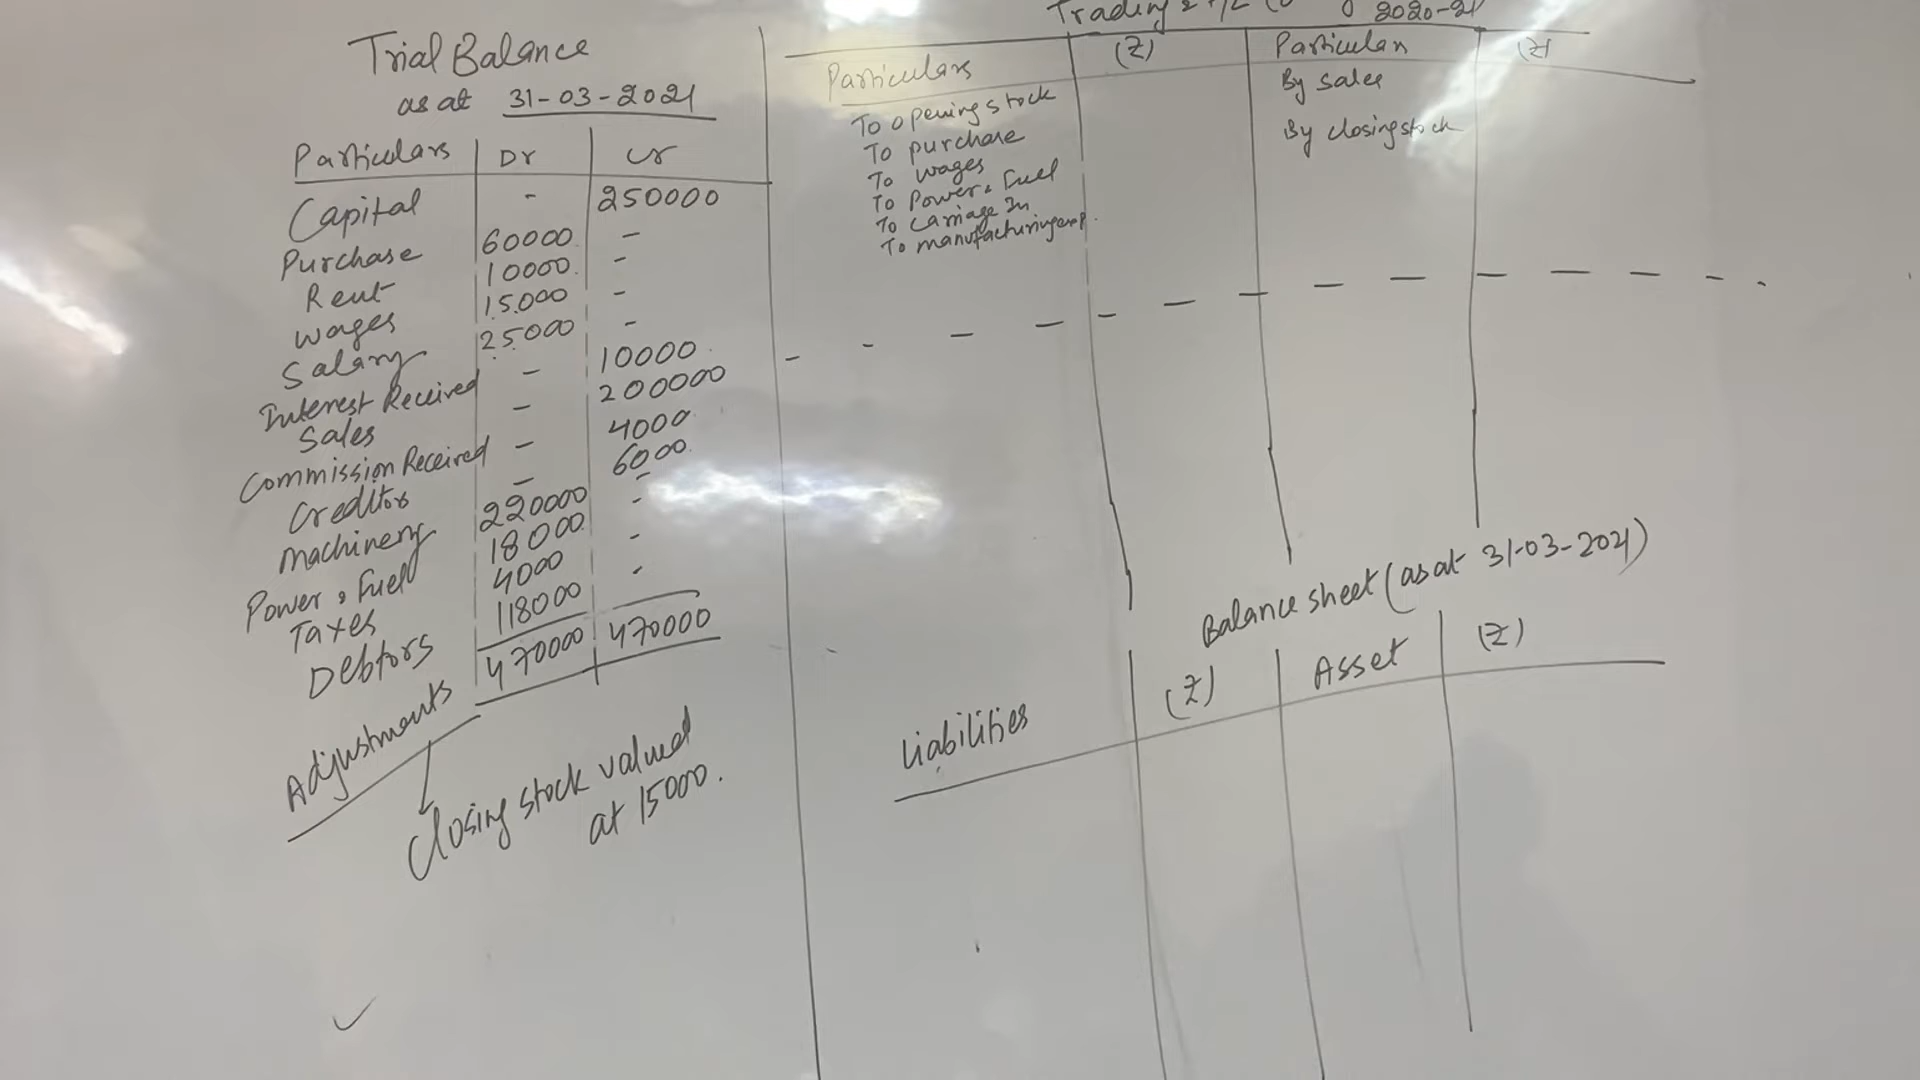 Trial Balance
as at 31-03-2021
Particulars Dr Cr
Capital - 250000
Purchase 60000 -
Rent 10000 -
Wages 15000 -
Salary 25000 -
Interest Received - 10000
Sales - 200000
Commission Received - 4000
Creditor - 6000
Machinery 220000 -
Power & Fuel 18000 -
Taxes 4000 -
Debtors 118000 -
470000 470000
Adjustments
Closing stock valued
at 15000.
Trading & P/L 2020-21
Particulars (₹) Particulars (₹)
To opening stock By sales
To purchase By closing stock
To wages
To Power & Fuel
To Carriage In
To manufacturing exp.
Balance sheet (as at 31-03-2021)
Liabilities (₹) Asset (₹)